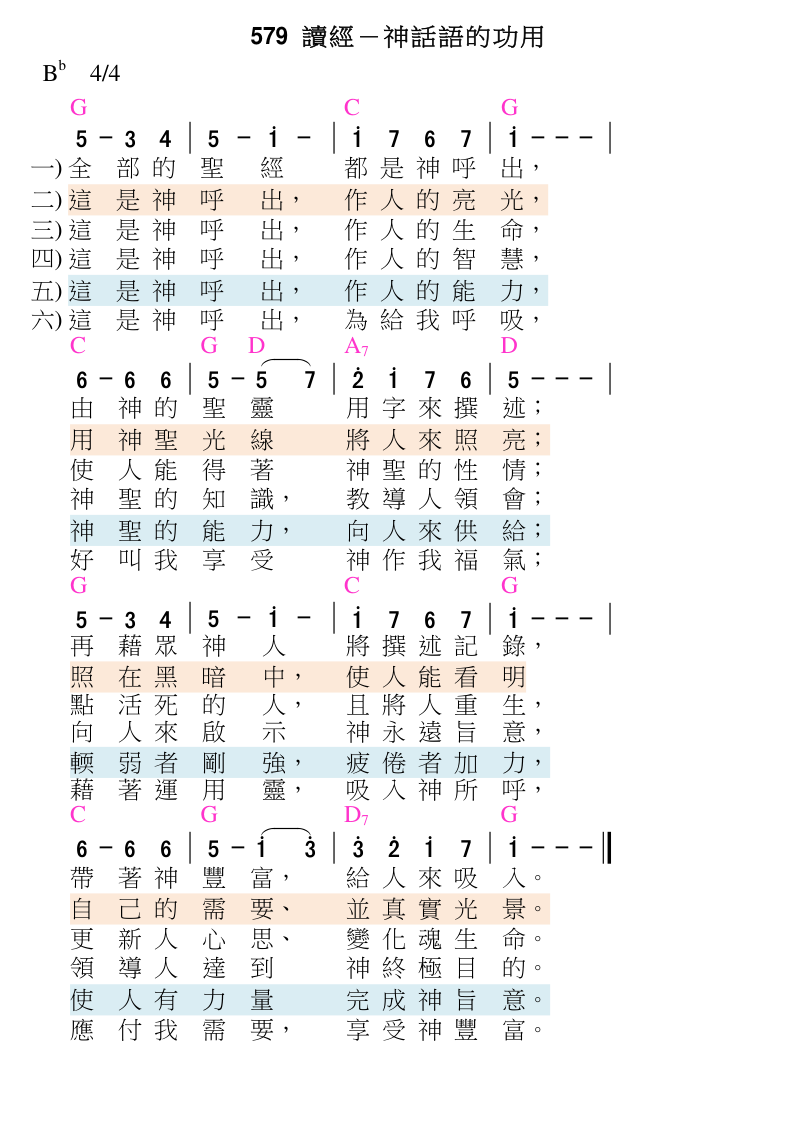 579 讀經－神話語的功用
B♭ 4/4
G C G
5 – 3 4 | 5 – i̇ – | i̇ 7 6 7 | i̇ – – – |
一) 全 部 的 聖 經 都 是 神 呼 出，
二) 這 是 神 呼 出， 作 人 的 亮 光，
三) 這 是 神 呼 出， 作 人 的 生 命，
四) 這 是 神 呼 出， 作 人 的 智 慧，
五) 這 是 神 呼 出， 作 人 的 能 力，
六) 這 是 神 呼 出， 為 給 我 呼 吸，
C G D A7 D
6 – 6 6 | 5 – 5 7 | 2̇ 1̇ 7 6 | 5 – – – |
由 神 的 聖 靈 用 字 來 撰 述；
用 神 聖 光 線 將 人 來 照 亮；
使 人 能 得 著 神 聖 的 性 情；
神 聖 的 知 識， 教 導 人 領 會；
神 聖 的 能 力， 向 人 來 供 給；
好 叫 我 享 受 神 作 我 福 氣；
G C G
5 – 3 4 | 5 – 1̇ – | 1̇ 7 6 7 | 1̇ – – – |
再 藉 眾 神 人 將 撰 述 記 錄，
照 在 黑 暗 中， 使 人 能 看 明
點 活 死 的 人， 且 將 人 重 生，
向 人 來 啟 示 神 永 遠 旨 意，
輭 弱 者 剛 強， 疲 倦 者 加 力，
藉 著 運 用 靈， 吸 入 神 所 呼，
C G D7 G
6 – 6 6 | 5 – 1̇ 3̇ | 3̇ 2̇ 1̇ 7 | 1̇ – – – ‖
帶 著 神 豐 富， 給 人 來 吸 入。
自 己 的 需 要、 並 真 實 光 景。
更 新 人 心 思、 變 化 魂 生 命。
領 導 人 達 到 神 終 極 目 的。
使 人 有 力 量 完 成 神 旨 意。
應 付 我 需 要， 享 受 神 豐 富。